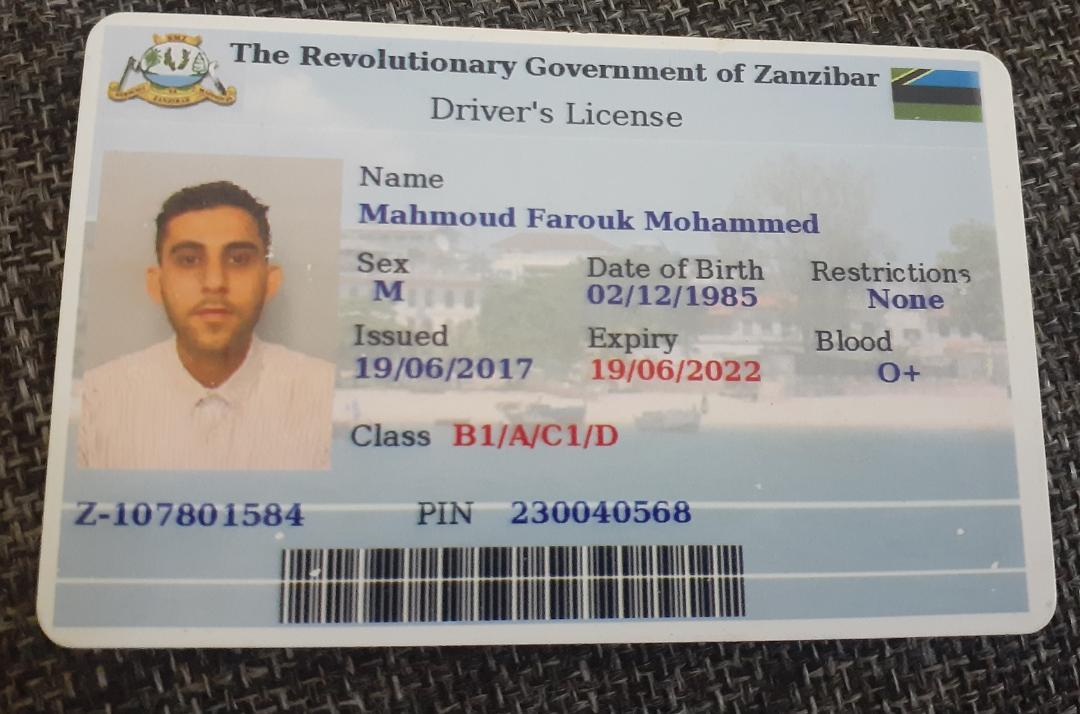 The Revolutionary Government of Zanzibar
Driver's License
Name
Mahmoud Farouk Mohammed
Sex Date of Birth Restrictions
M 02/12/1985 None
Issued Expiry Blood
19/06/2017 19/06/2022 O+
Class B1/A/C1/D
Z-107801584 PIN 230040568